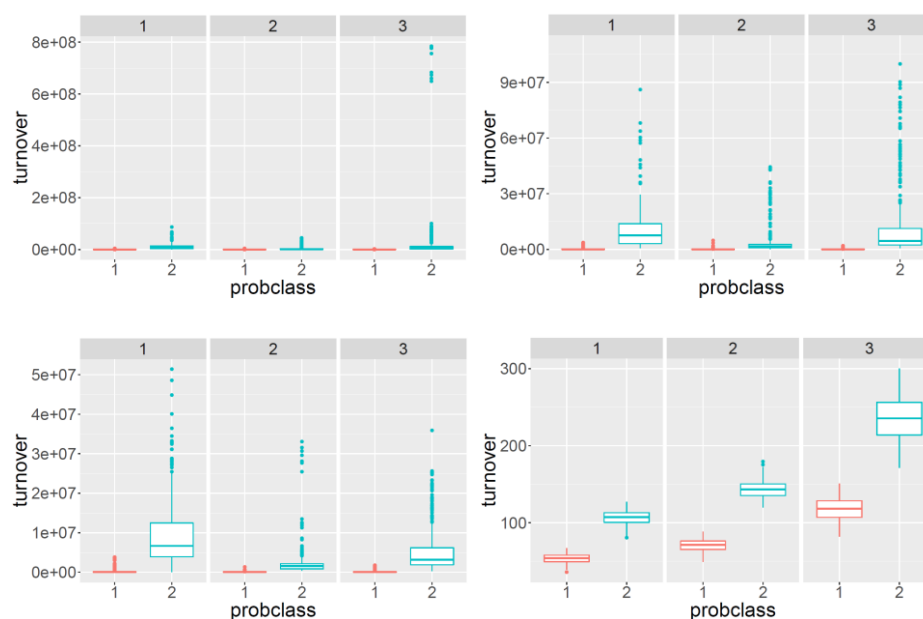 1 2 3
8e+08
6e+08
4e+08
2e+08
0e+00
turnover
1 2 1 2 1 2
probclass
1 2 3
9e+07
6e+07
3e+07
0e+00
turnover
1 2 1 2 1 2
probclass
1 2 3
5e+07
4e+07
3e+07
2e+07
1e+07
0e+00
turnover
1 2 1 2 1 2
probclass
1 2 3
300
200
100
turnover
1 2 1 2 1 2
probclass